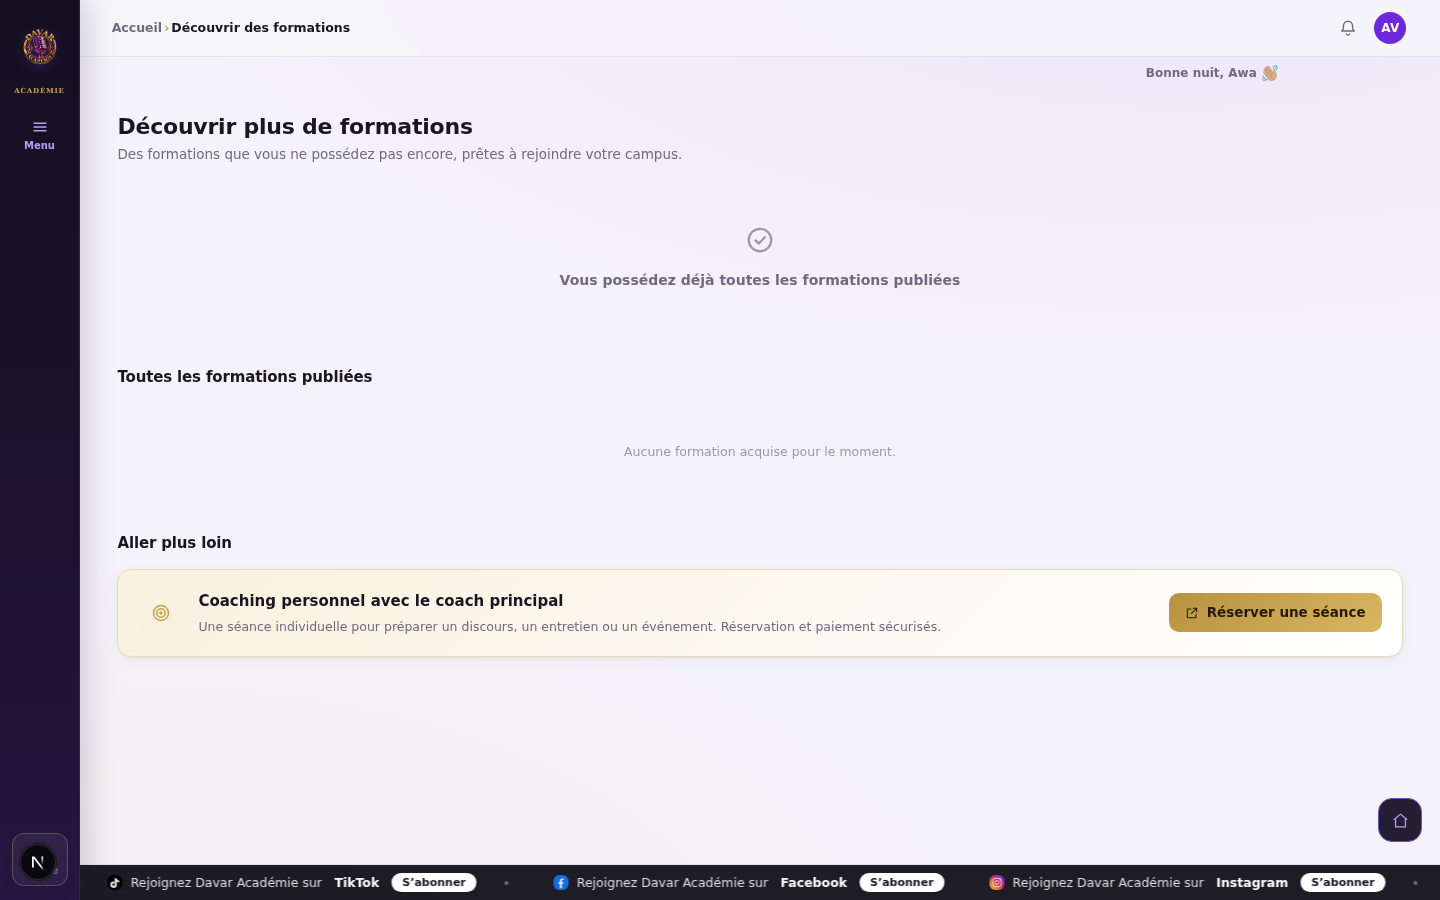 DAVAR
ACADÉMIE
Menu
Accueil › Découvrir des formations
AV
Bonne nuit, Awa 👋🏽
Découvrir plus de formations
Des formations que vous ne possédez pas encore, prêtes à rejoindre votre campus.
Vous possédez déjà toutes les formations publiées
Toutes les formations publiées
Aucune formation acquise pour le moment.
Aller plus loin
Coaching personnel avec le coach principal
Une séance individuelle pour préparer un discours, un entretien ou un événement. Réservation et paiement sécurisés.
Réserver une séance
N
Rejoignez Davar Académie sur TikTok S’abonner
Rejoignez Davar Académie sur Facebook S’abonner
Rejoignez Davar Académie sur Instagram S’abonner